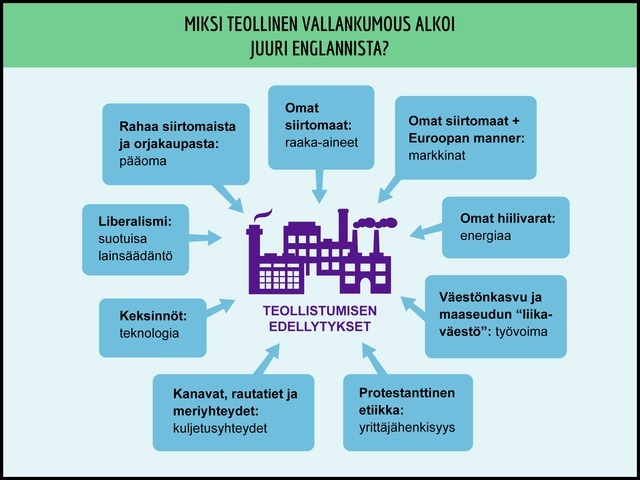 MIKSI TEOLLINEN VALLANKUMOUS ALKOI
JUURI ENGLANNISTA?
Rahaa siirtomaista
ja orjakaupasta:
pääoma
Omat
siirtomaat:
raaka-aineet
Omat siirtomaat +
Euroopan manner:
markkinat
Liberalismi:
suotuisa
lainsäädäntö
Omat hiilivarat:
energiaa
Keksinnöt:
teknologia
TEOLLISTUMISEN
EDELLYTYKSET
Väestönkasvu ja
maaseudun “liika-
väestö”: työvoima
Kanavat, rautatiet ja
meriyhteydet:
kuljetusyhteydet
Protestanttinen
etiikka:
yrittäjähenkisyys